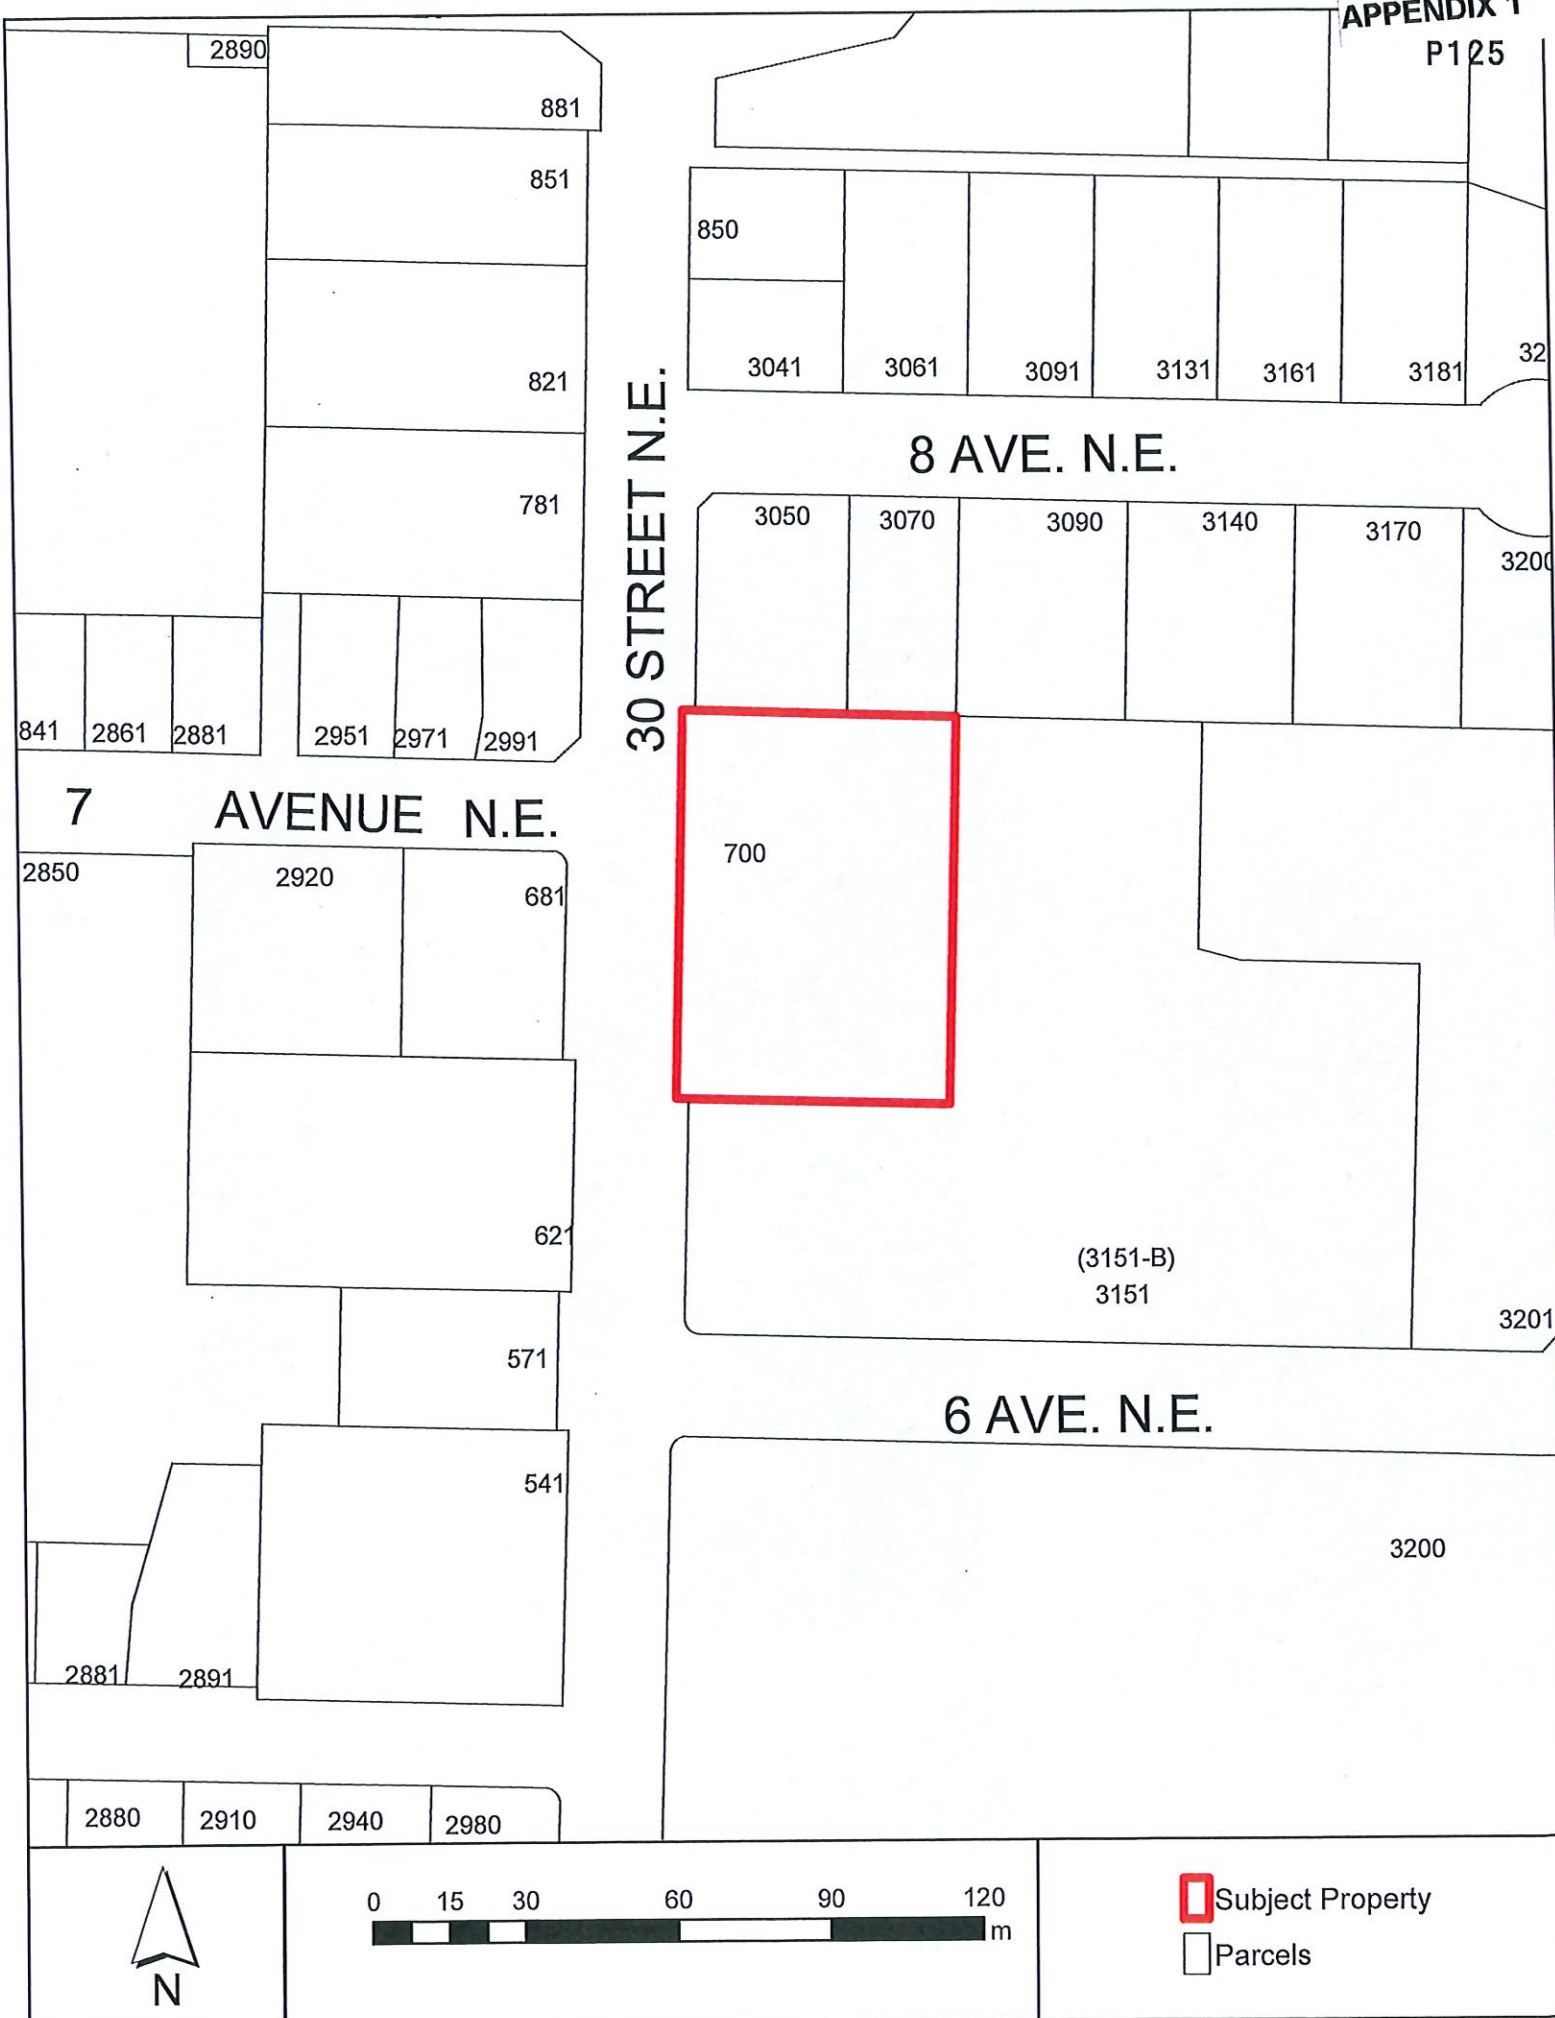 APPENDIX 1
P125
2890
881
851
850
821
3041 3061 3091 3131 3161 3181 32
30 STREET N.E.
8 AVE. N.E.
781
3050 3070 3090 3140 3170
3200
841 2861 2881 2951 2971 2991
7 AVENUE N.E.
700
2850 2920 681
621
(3151-B)
3151
3201
571
6 AVE. N.E.
541
3200
2881 2891
2880 2910 2940 2980
N
0 15 30 60 90 120
m
Subject Property
Parcels